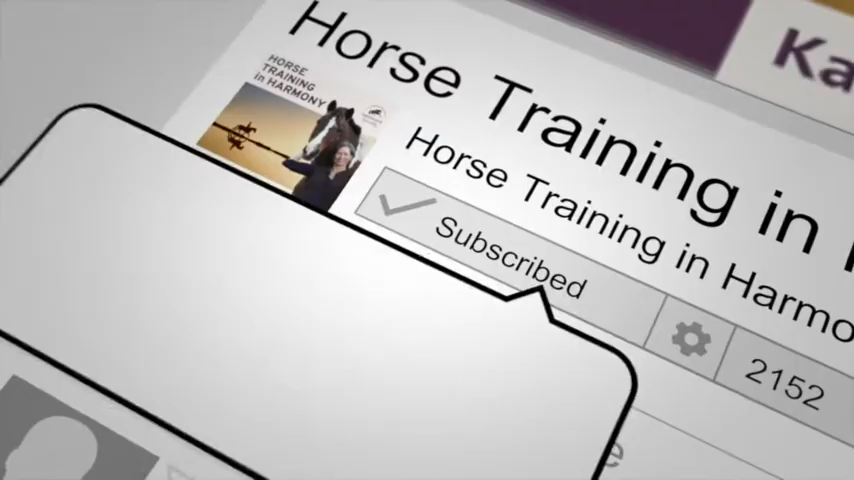 Ka
Horse Training in
HORSE
TRAINING
in HARMONY
Horse Training in Harmo
Subscribed
2152
e